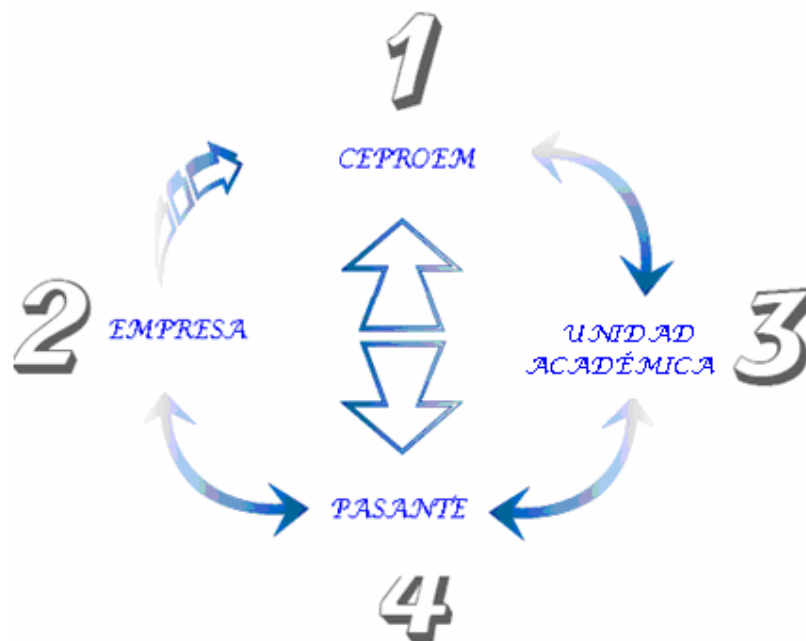 1
CEPROEM
2
EMPRESA
UNIDAD
ACADÉMICA
3
PASANTE
4